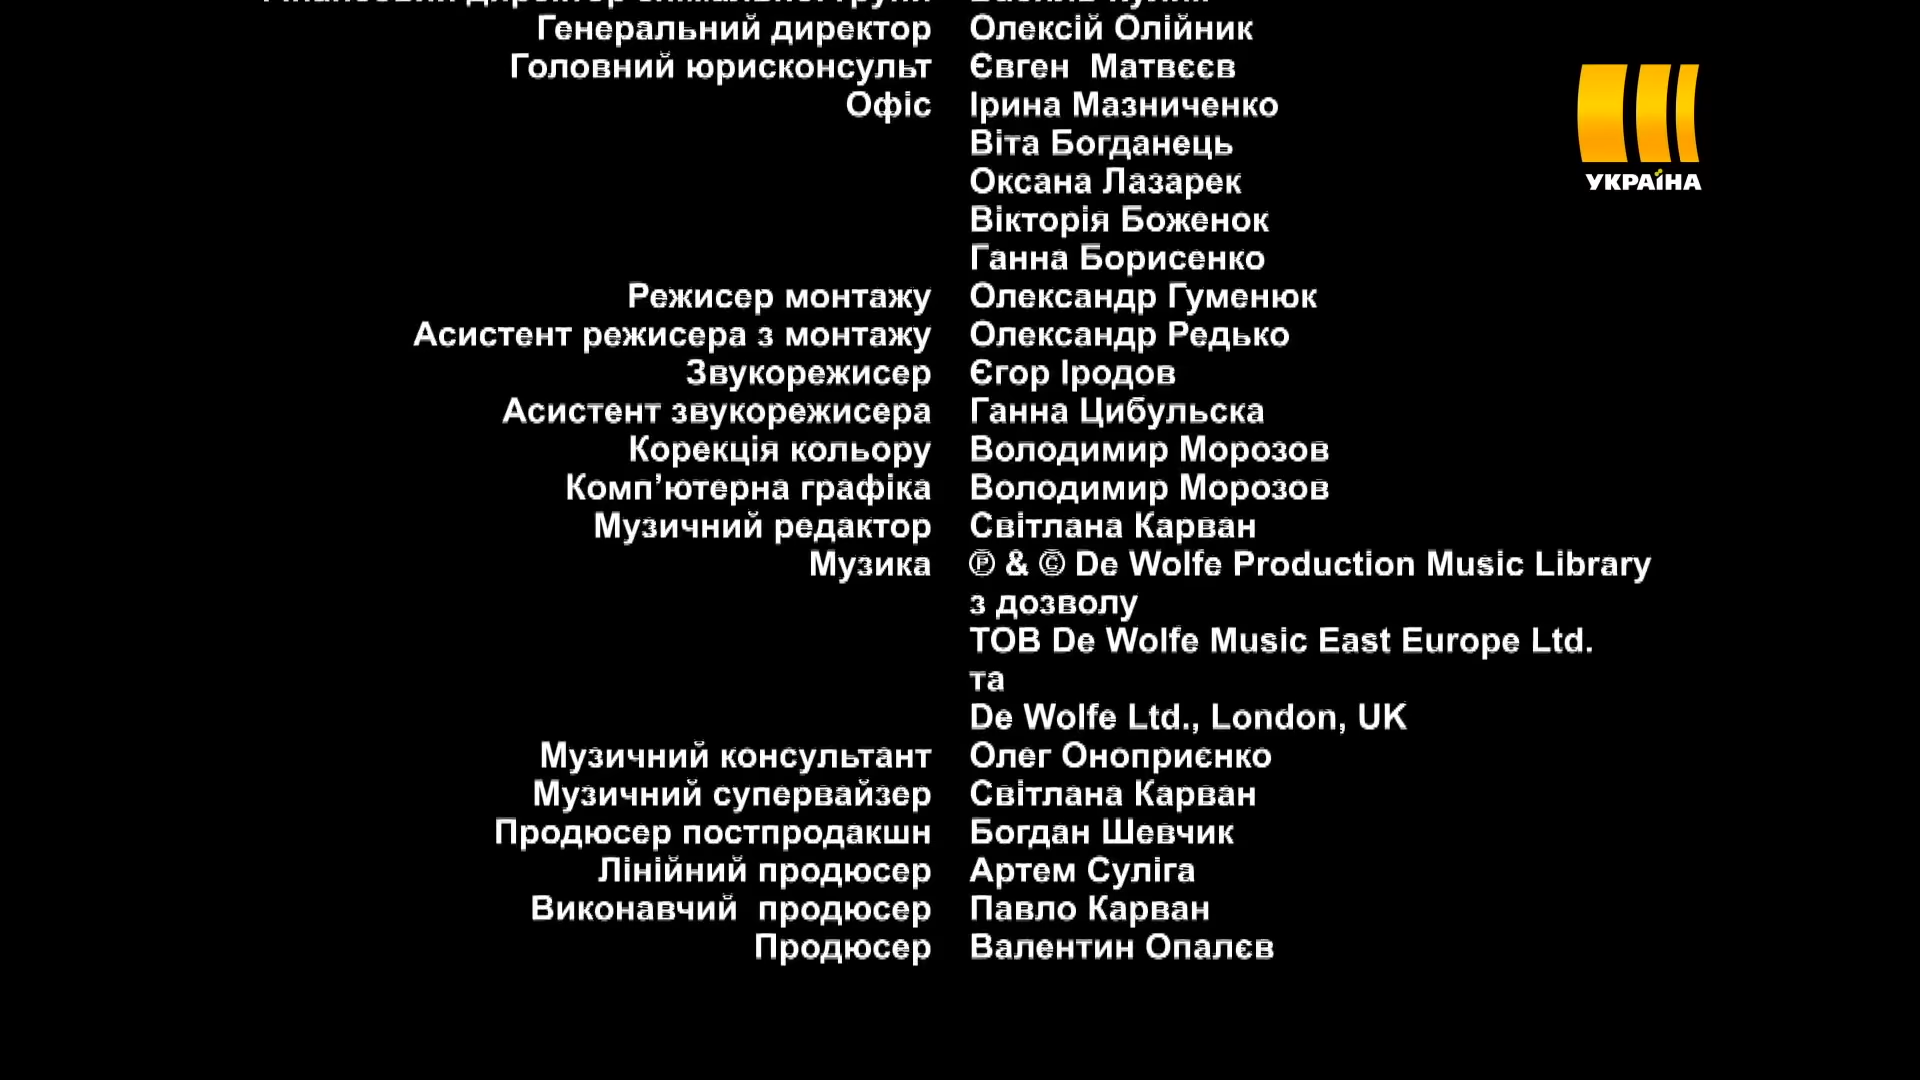 Генеральний директор Олексій Олійник
Головний юрисконсульт Євген Матвєєв
Офіс Ірина Мазниченко
Віта Богданець
Оксана Лазарек
Вікторія Боженок
Ганна Борисенко
Режисер монтажу Олександр Гуменюк
Асистент режисера з монтажу Олександр Редько
Звукорежисер Єгор Іродов
Асистент звукорежисера Ганна Цибульска
Корекція кольору Володимир Морозов
Комп’ютерна графіка Володимир Морозов
Музичний редактор Світлана Карван
Музика ℗ & © De Wolfe Production Music Library
з дозволу
ТОВ De Wolfe Music East Europe Ltd.
та
De Wolfe Ltd., London, UK
Музичний консультант Олег Оноприєнко
Музичний супервайзер Світлана Карван
Продюсер постпродакшн Богдан Шевчик
Лінійний продюсер Артем Суліга
Виконавчий продюсер Павло Карван
Продюсер Валентин Опалєв
УКРАЇНА